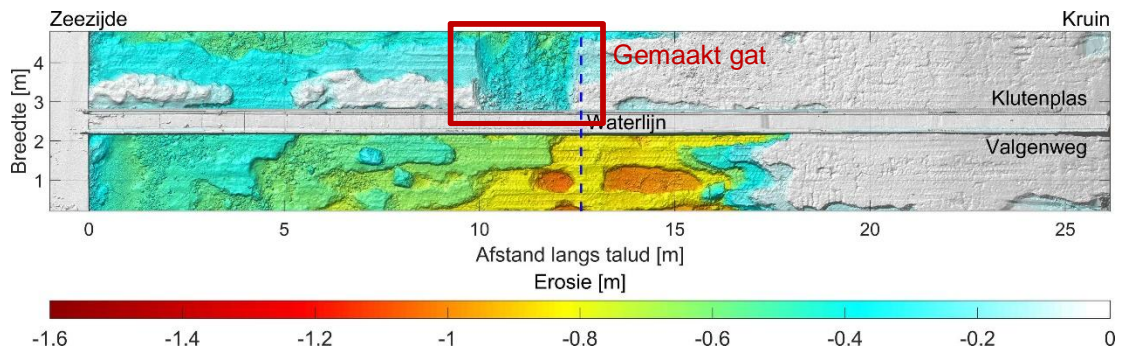 Zeezijde
Kruin
Gemaakt gat
Klutenplas
Waterlijn
Valgenweg
Breedte [m]
4
3
2
1
0
5
10
15
20
25
Afstand langs talud [m]
Erosie [m]
-1.6
-1.4
-1.2
-1
-0.8
-0.6
-0.4
-0.2
0